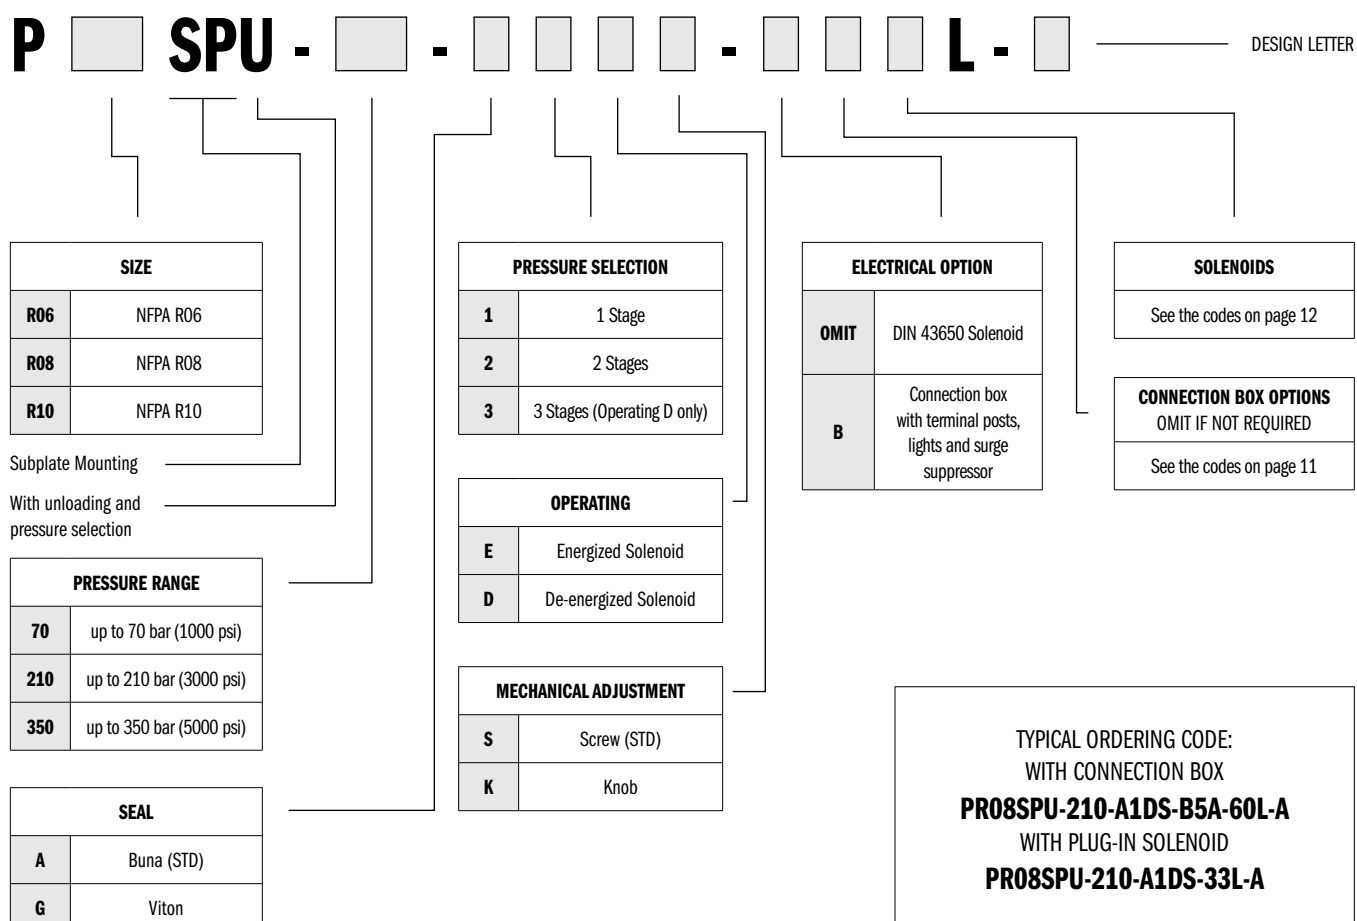 P SPU - - - L - DESIGN LETTER
SIZE
R06 NFPA R06
R08 NFPA R08
R10 NFPA R10
Subplate Mounting
With unloading and
pressure selection
PRESSURE RANGE
70 up to 70 bar (1000 psi)
210 up to 210 bar (3000 psi)
350 up to 350 bar (5000 psi)
SEAL
A Buna (STD)
G Viton
PRESSURE SELECTION
1 1 Stage
2 2 Stages
3 3 Stages (Operating D only)
OPERATING
E Energized Solenoid
D De-energized Solenoid
MECHANICAL ADJUSTMENT
S Screw (STD)
K Knob
ELECTRICAL OPTION
OMIT DIN 43650 Solenoid
B Connection box
with terminal posts,
lights and surge
suppressor
SOLENOIDS
See the codes on page 12
CONNECTION BOX OPTIONS
OMIT IF NOT REQUIRED
See the codes on page 11
TYPICAL ORDERING CODE:
WITH CONNECTION BOX
PR08SPU-210-A1DS-B5A-60L-A
WITH PLUG-IN SOLENOID
PR08SPU-210-A1DS-33L-A